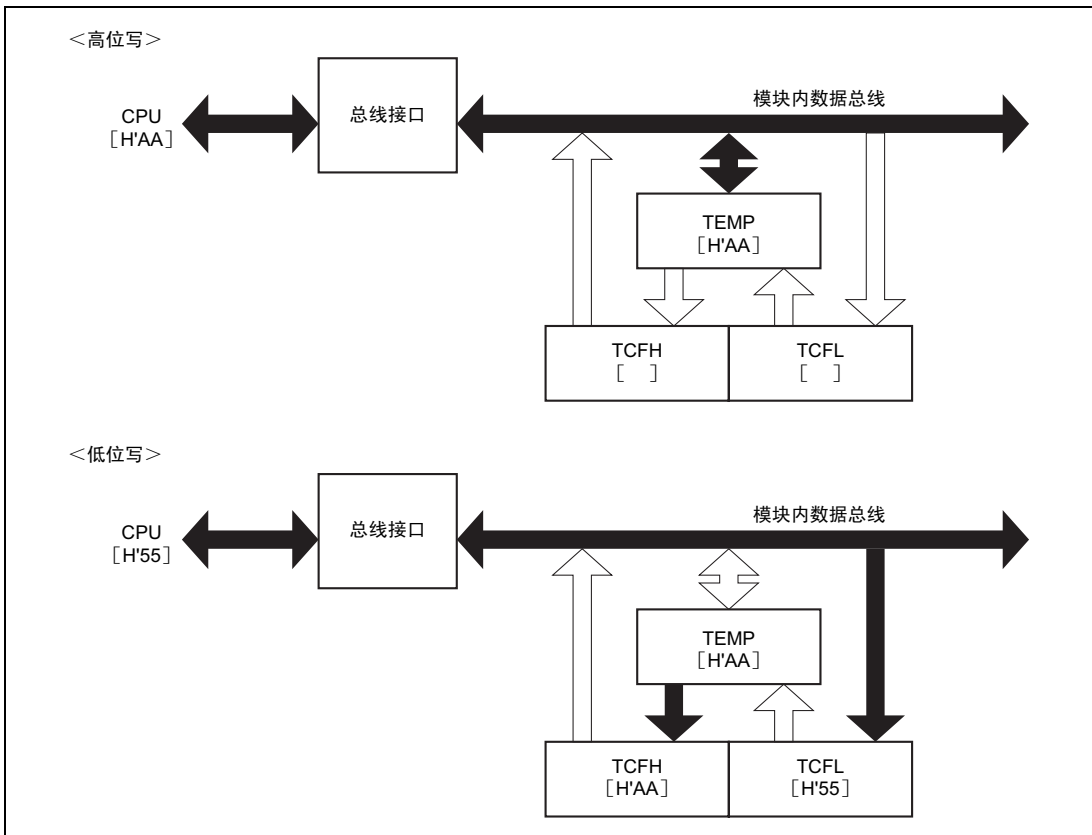 ＜高位写＞
CPU
［H'AA］
总线接口
模块内数据总线
TEMP
［H'AA］
TCFH
［ ］
TCFL
［ ］
＜低位写＞
CPU
［H'55］
总线接口
模块内数据总线
TEMP
［H'AA］
TCFH
［H'AA］
TCFL
［H'55］